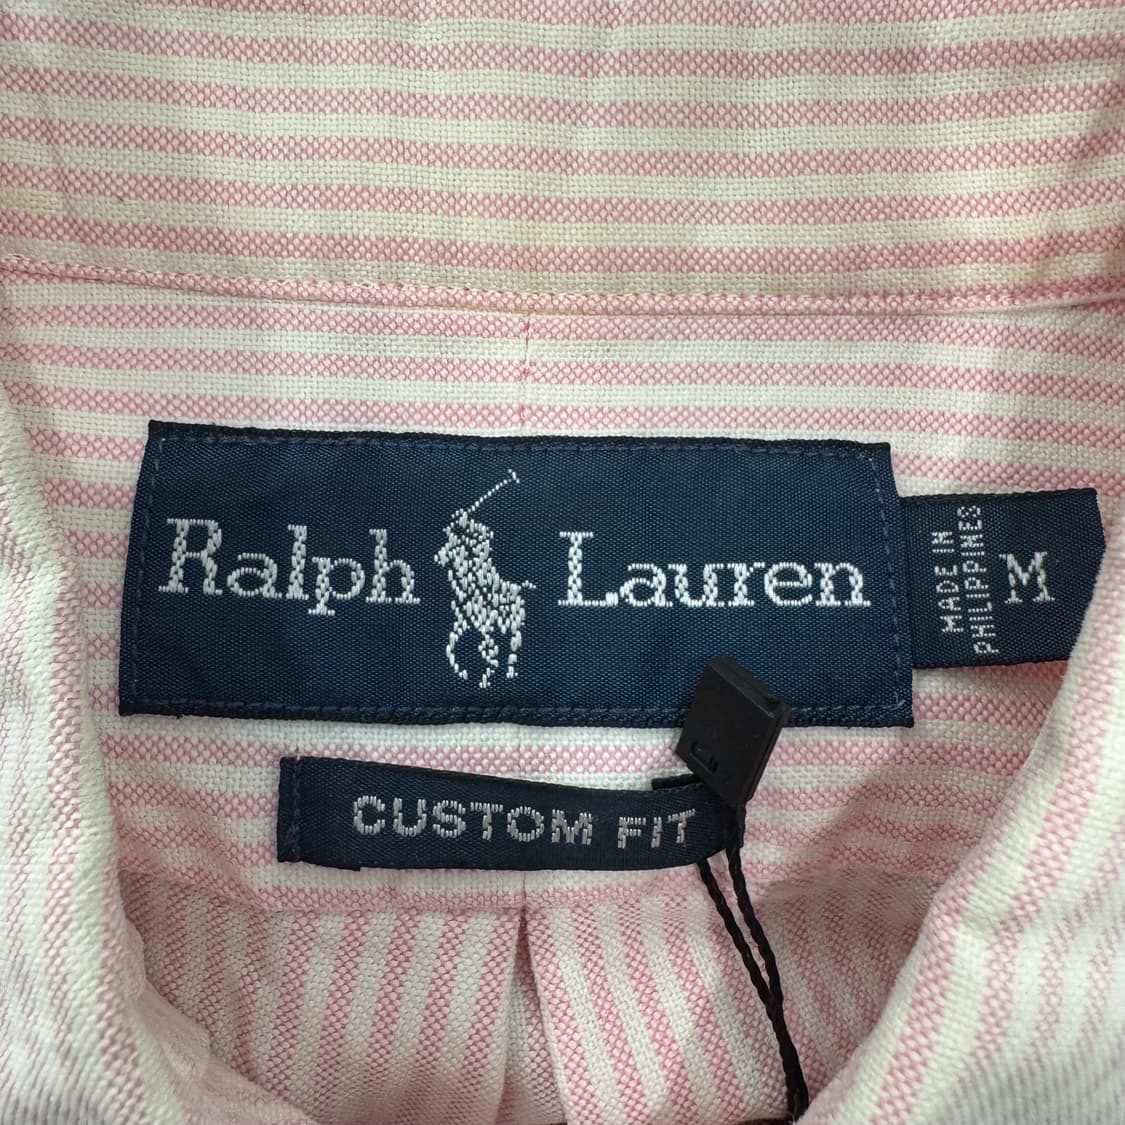 Ralph Lauren
MADE IN
PHILIPPINES
M
CUSTOM FIT